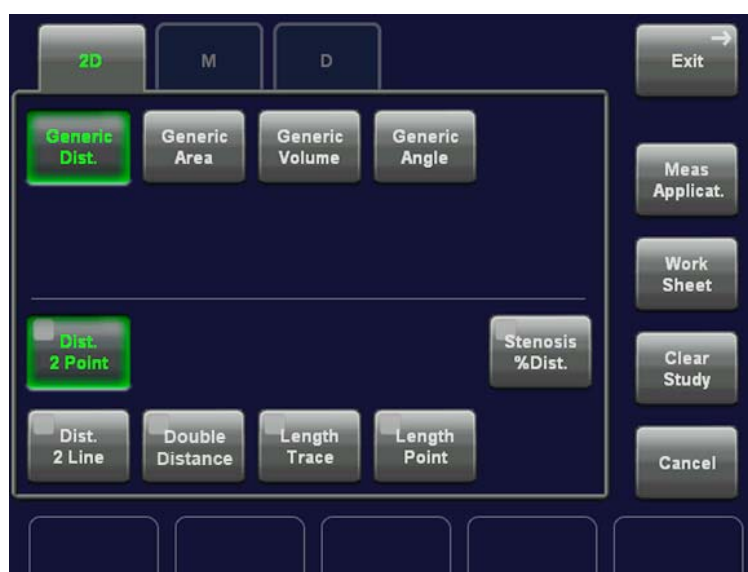 2D
M
D
Exit
Generic
Dist.
Generic
Area
Generic
Volume
Generic
Angle
Meas
Applicat.
Work
Sheet
Dist.
2 Point
Stenosis
%Dist.
Clear
Study
Dist.
2 Line
Double
Distance
Length
Trace
Length
Point
Cancel